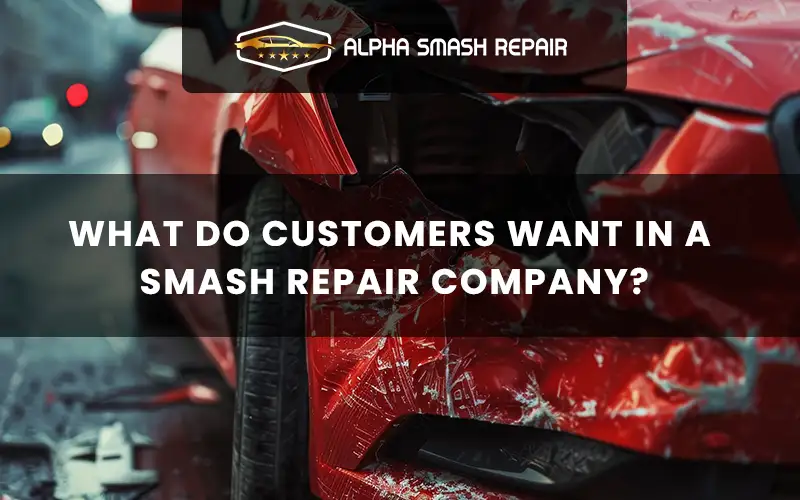 ALPHA SMASH REPAIR
WHAT DO CUSTOMERS WANT IN A
SMASH REPAIR COMPANY?